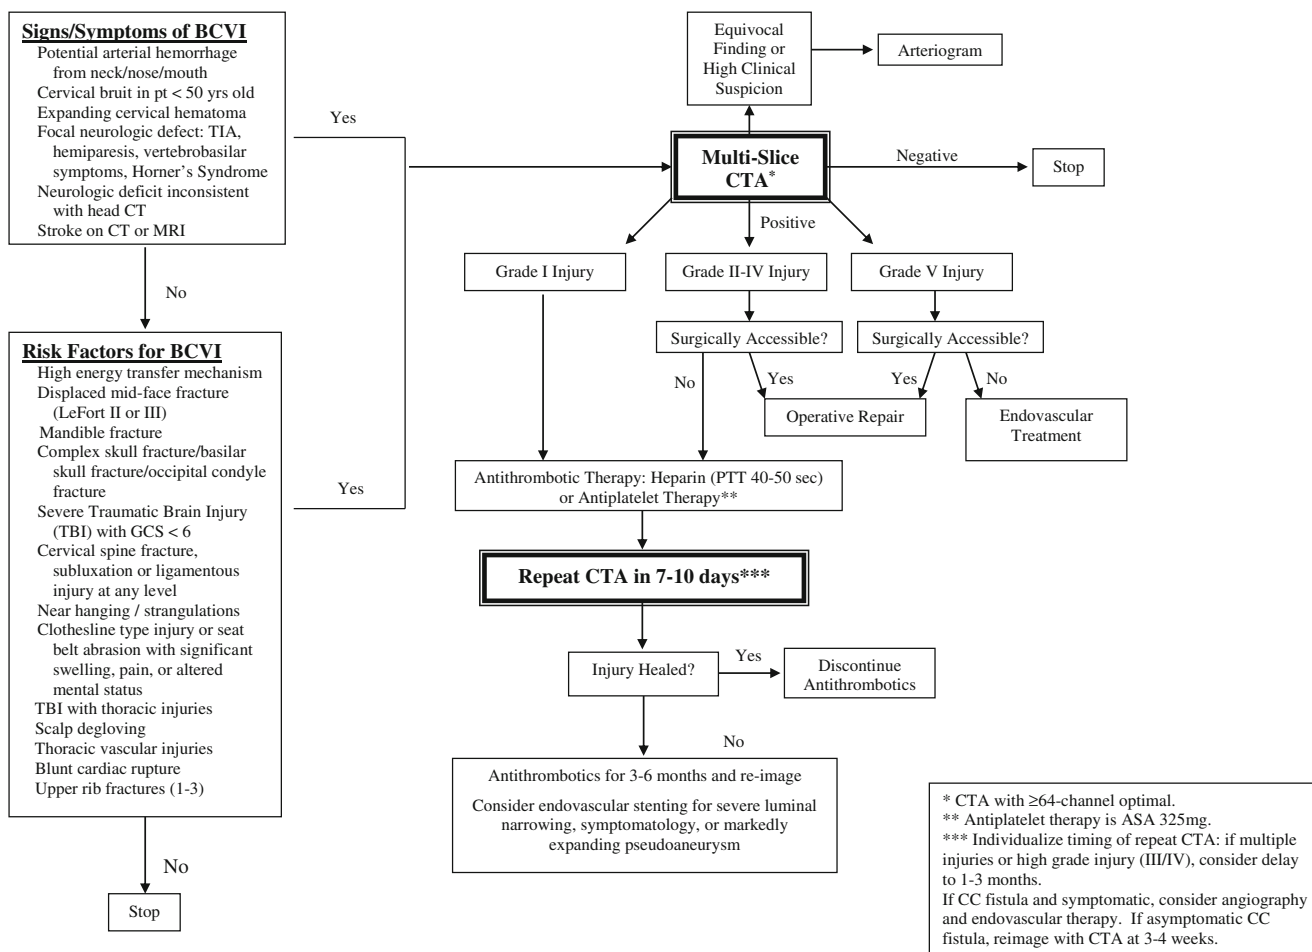 Signs/Symptoms of BCVI
Potential arterial hemorrhage
from neck/nose/mouth
Cervical bruit in pt < 50 yrs old
Expanding cervical hematoma
Focal neurologic defect: TIA,
hemiparesis, vertebrobasilar
symptoms, Horner's Syndrome
Neurologic deficit inconsistent
with head CT
Stroke on CT or MRI
Yes
No
Risk Factors for BCVI
High energy transfer mechanism
Displaced mid-face fracture
(LeFort II or III)
Mandible fracture
Complex skull fracture/basilar
skull fracture/occipital condyle
fracture
Severe Traumatic Brain Injury
(TBI) with GCS < 6
Cervical spine fracture,
subluxation or ligamentous
injury at any level
Near hanging / strangulations
Clothesline type injury or seat
belt abrasion with significant
swelling, pain, or altered
mental status
TBI with thoracic injuries
Scalp degloving
Thoracic vascular injuries
Blunt cardiac rupture
Upper rib fractures (1-3)
Yes
No
Stop
Equivocal
Finding or
High Clinical
Suspicion
Arteriogram
Multi-Slice
CTA*
Negative
Stop
Positive
Grade I Injury
Grade II-IV Injury
Grade V Injury
Surgically Accessible?
Surgically Accessible?
No
Yes
Yes
No
Operative Repair
Endovascular
Treatment
Antithrombotic Therapy: Heparin (PTT 40-50 sec)
or Antiplatelet Therapy**
Repeat CTA in 7-10 days***
Injury Healed?
Yes
Discontinue
Antithrombotics
No
Antithrombotics for 3-6 months and re-image
Consider endovascular stenting for severe luminal
narrowing, symptomatology, or markedly
expanding pseudoaneurysm
* CTA with ≥64-channel optimal.
** Antiplatelet therapy is ASA 325mg.
*** Individualize timing of repeat CTA: if multiple
injuries or high grade injury (III/IV), consider delay
to 1-3 months.
If CC fistula and symptomatic, consider angiography
and endovascular therapy. If asymptomatic CC
fistula, reimage with CTA at 3-4 weeks.